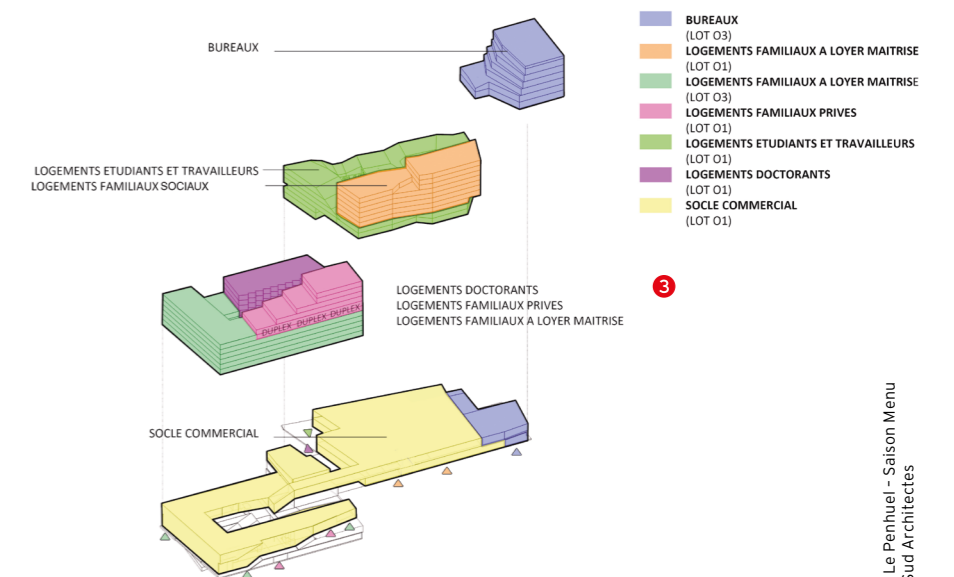 BUREAUX
LOGEMENTS ETUDIANTS ET TRAVAILLEURS
LOGEMENTS FAMILIAUX SOCIAUX
DUPLEX DUPLEX DUPLEX
LOGEMENTS DOCTORANTS
LOGEMENTS FAMILIAUX PRIVES
LOGEMENTS FAMILIAUX A LOYER MAITRISE
SOCLE COMMERCIAL
BUREAUX
(LOT O3)
LOGEMENTS FAMILIAUX A LOYER MAITRISE
(LOT O1)
LOGEMENTS FAMILIAUX A LOYER MAITRISE
(LOT O3)
LOGEMENTS FAMILIAUX PRIVES
(LOT O1)
LOGEMENTS ETUDIANTS ET TRAVAILLEURS
(LOT O1)
LOGEMENTS DOCTORANTS
(LOT O1)
SOCLE COMMERCIAL
(LOT O1)
3
Le Penhuel - Saison Menu
Sud Architectes